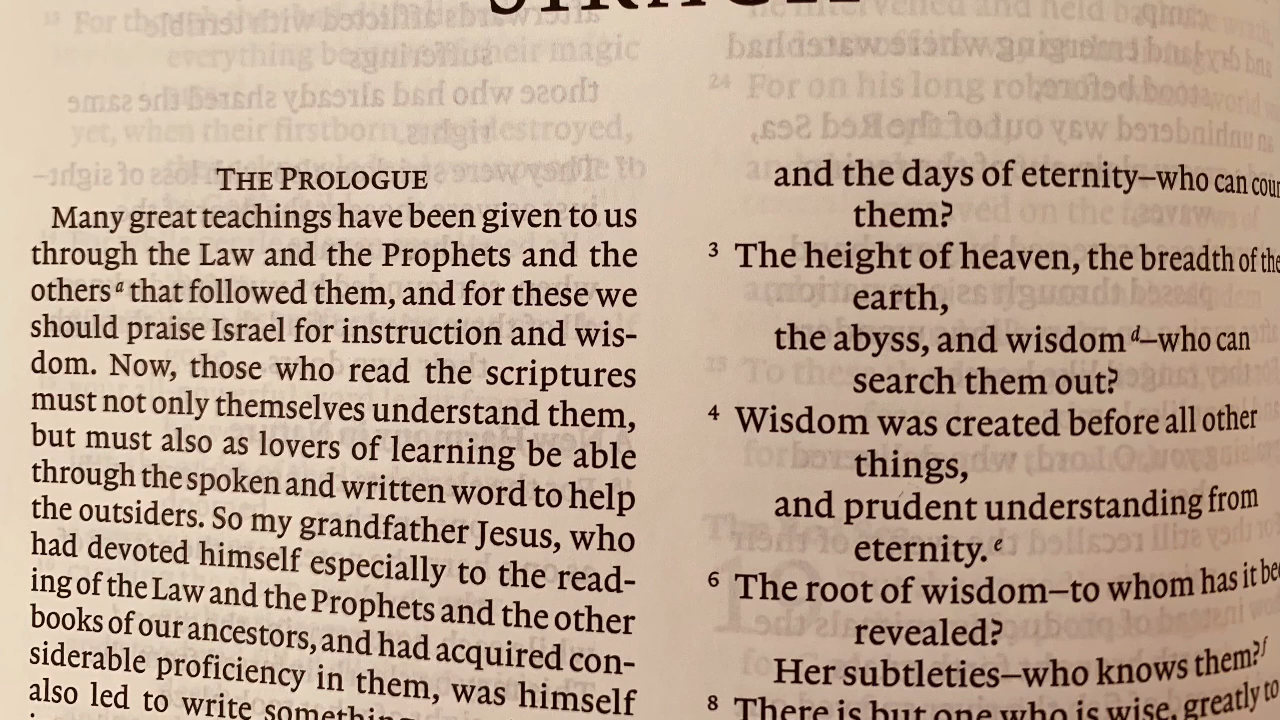 SIRACH
THE PROLOGUE
Many great teachings have been given to us
through the Law and the Prophets and the
othersᵃ that followed them, and for these we
should praise Israel for instruction and wis-
dom. Now, those who read the scriptures
must not only themselves understand them,
but must also as lovers of learning be able
through the spoken and written word to help
the outsiders. So my grandfather Jesus, who
had devoted himself especially to the read-
ing of the Law and the Prophets and the other
books of our ancestors, and had acquired con-
siderable proficiency in them, was himself
also led to write something
and the days of eternity—who can
them?
3 The height of heaven, the breadth of the
earth,
the abyss, and wisdomᵈ—who can
search them out?
4 Wisdom was created before all other
things,
and prudent understanding from
eternity.ᵉ
6 The root of wisdom—to whom has it
revealed?
Her subtleties—who knows them?ᶠ
8 There is but one who is wise, greatly to